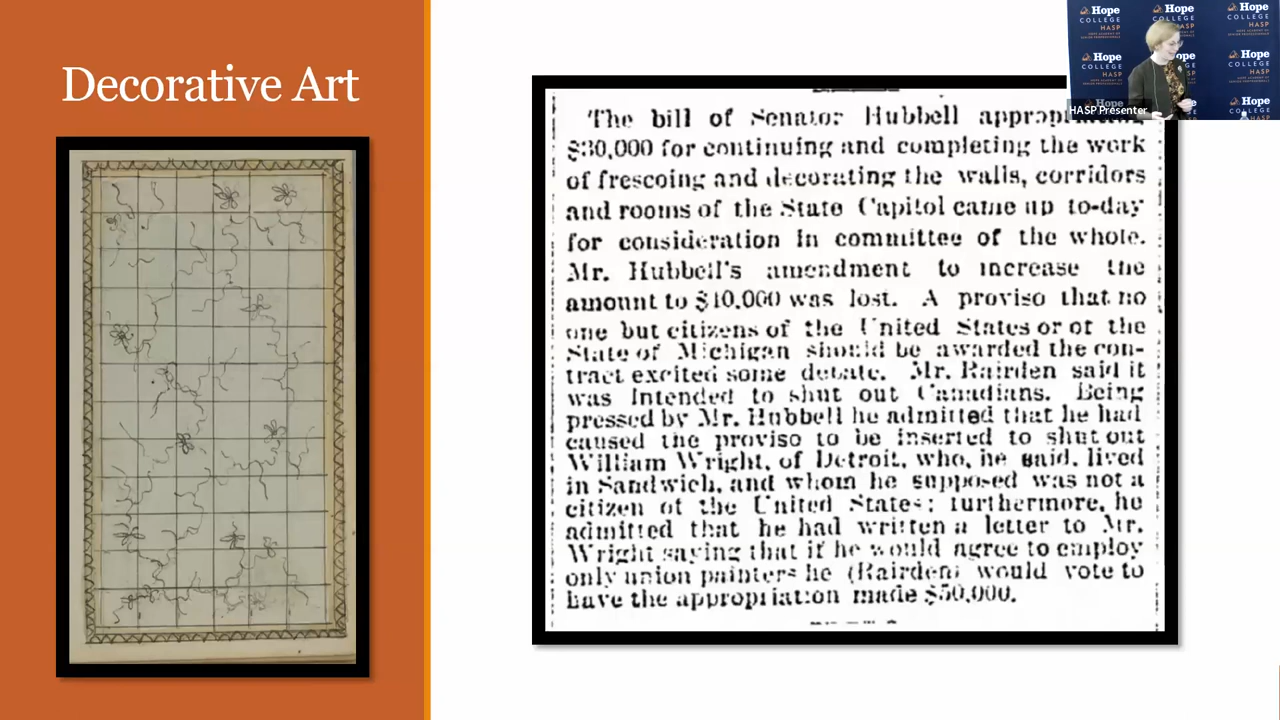 Decorative Art
The bill of Senator Hubbell
$30,000 for continuing and completing the work
of frescoing and decorating the walls, corridors
and rooms of the State Capitol came up to-day
for consideration in committee of the whole.
Mr. Hubbell's amendment to increase the
amount to $40,000 was lost. A proviso that no
one but citizens of the United States or of the
State of Michigan should be awarded the con-
tract excited some debate. Mr. Rairden said it
was intended to shut out Canadians. Being
pressed by Mr. Hubbell he admitted that he had
caused the proviso to be inserted to shut out
William Wright, of Detroit, who, he said, lived
in Sandwich, and whom he supposed was not a
citizen of the United States; furthermore, he
admitted that he had written a letter to Mr.
Wright saying that if he would agree to employ
only union painters he (Rairden) would vote to
have the appropriation made $50,000.
Hope
COLLEGE
HASP
Hope
COLLEGE
HASP
HASP Presenter